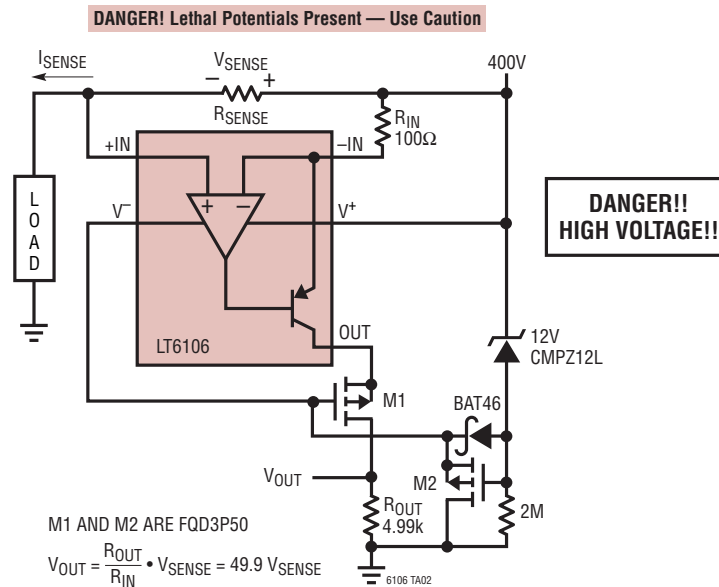 DANGER! Lethal Potentials Present — Use Caution
ISENSE
VSENSE
400V
−
+
RSENSE
RIN
100Ω
+IN
−IN
L
O
A
D
V−
+
−
V+
DANGER!!
HIGH VOLTAGE!!
OUT
LT6106
12V
CMPZ12L
M1
BAT46
VOUT
M2
ROUT
4.99k
2M
M1 AND M2 ARE FQD3P50
VOUT = ROUT/RIN • VSENSE = 49.9 VSENSE
6106 TA02